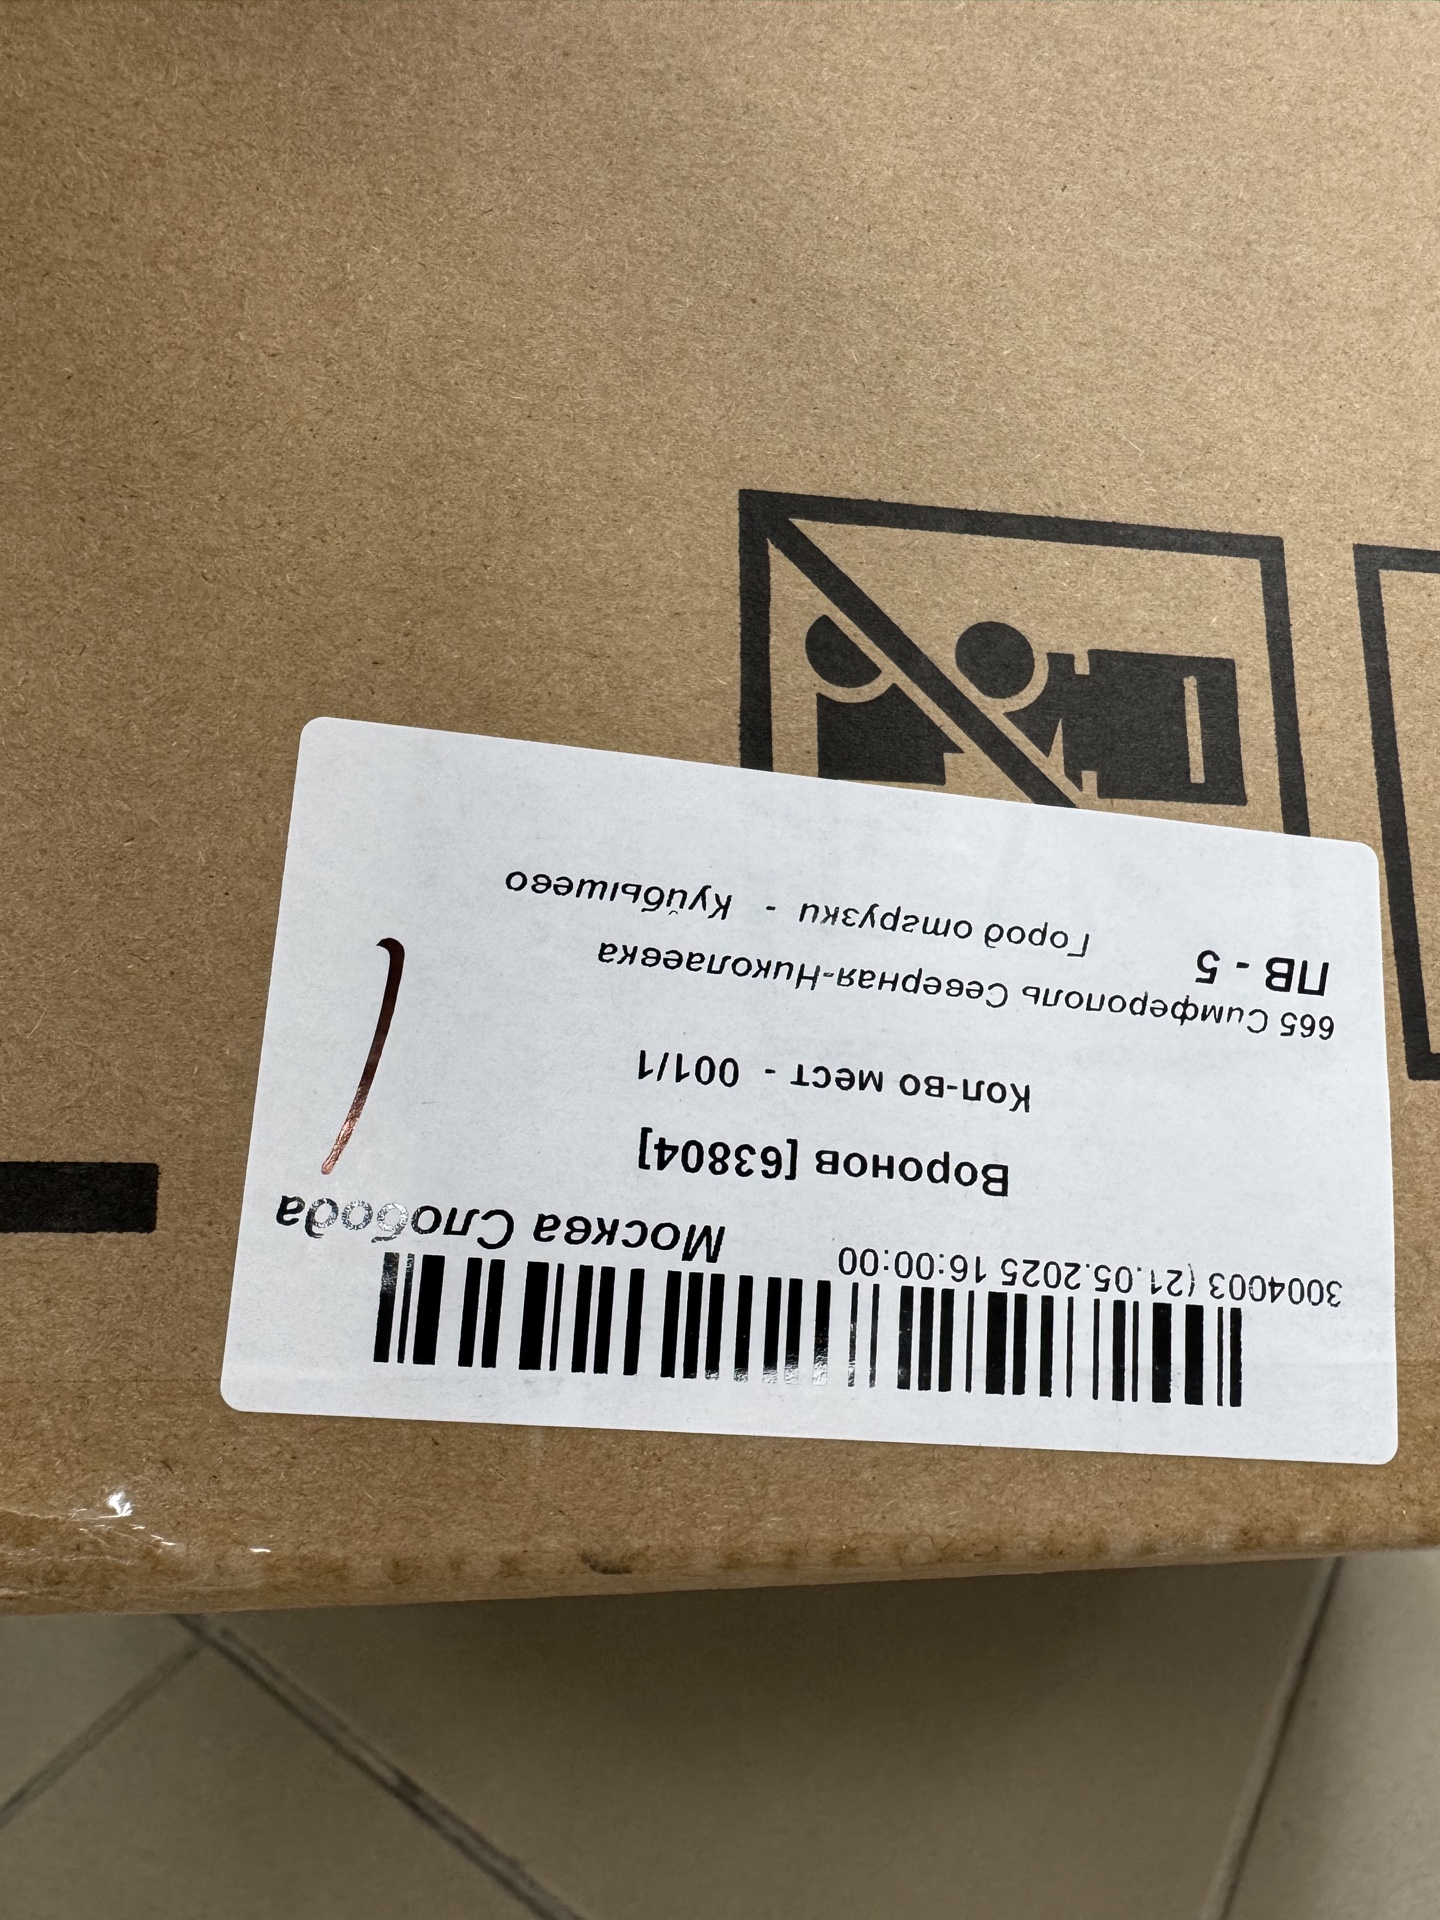 3004003 (21.05.2025 16:00:00
Москва Слобода
Воронов [63804]
Кол-во мест - 001/1
665 Симферополь Северная-Николаевка
ПВ - 5
Город отгрузки - Куйбышево